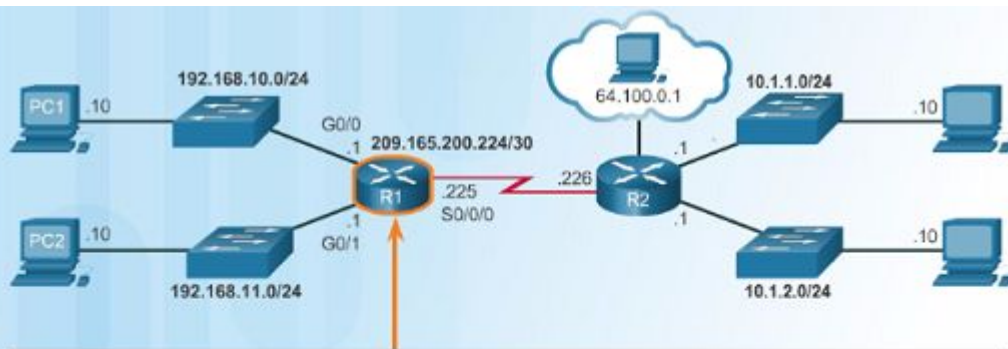 192.168.10.0/24
PC1
.10
G0/0
.1
209.165.200.224/30
R1
.225
S0/0/0
.1
G0/1
PC2
.10
192.168.11.0/24
64.100.0.1
.226
R2
10.1.1.0/24
.10
.1
.1
.10
10.1.2.0/24